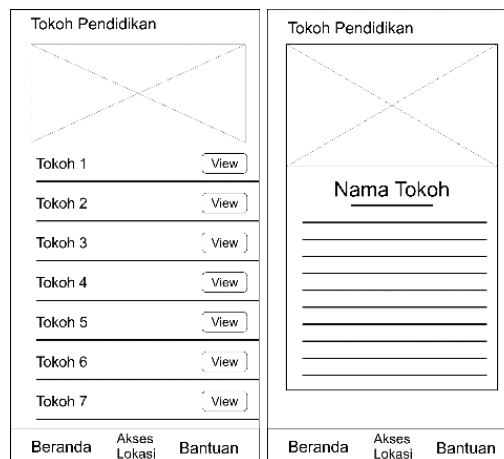 Tokoh Pendidikan
Tokoh 1 View
Tokoh 2 View
Tokoh 3 View
Tokoh 4 View
Tokoh 5 View
Tokoh 6 View
Tokoh 7 View
Beranda Akses Lokasi Bantuan
Tokoh Pendidikan
Nama Tokoh
Beranda Akses Lokasi Bantuan